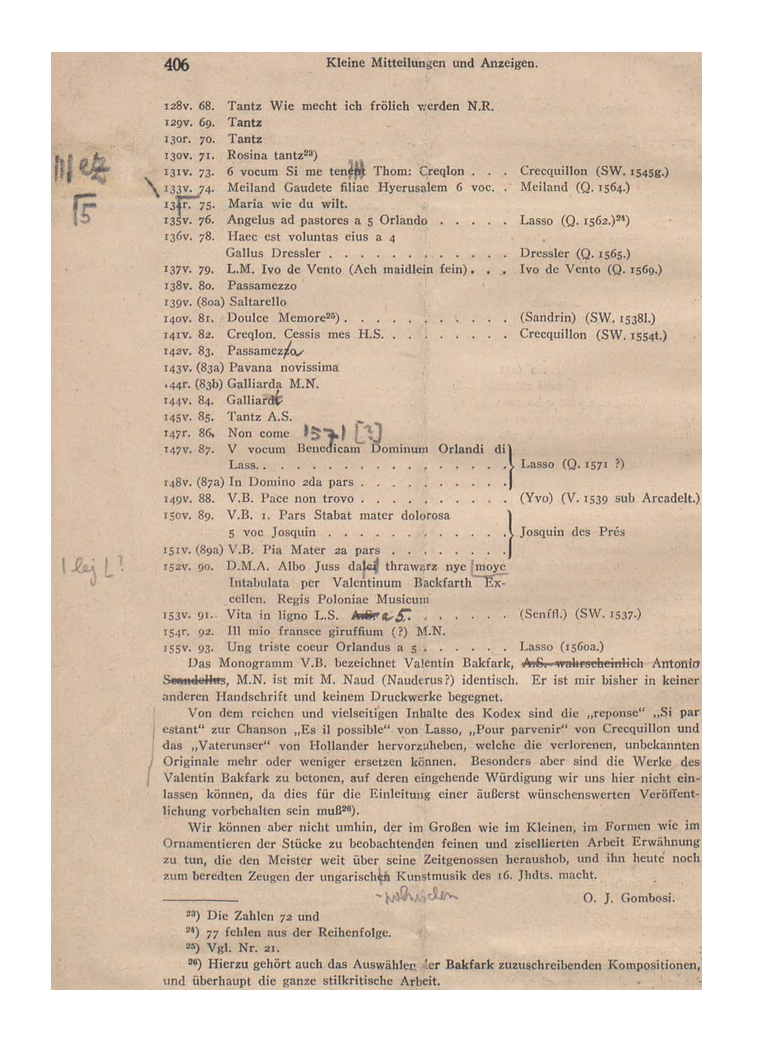 406 Kleine Mitteilungen und Anzeigen.
128v. 68. Tantz Wie mecht ich frölich werden N.R.
129v. 69. Tantz
130r. 70. Tantz
130v. 71. Rosina tantz²³)
131v. 73. 6 vocum Si me tenent Thom: Creqlon . . . Crecquillon (SW. 1545g.)
133v. 74. Meiland Gaudete filiae Hyerusalem 6 voc. . Meiland (Q. 1564.)
134r. 75. Maria wie du wilt.
135v. 76. Angelus ad pastores a 5 Orlando . . . . . Lasso (Q. 1562.)²⁴)
136v. 78. Haec est voluntas eius a 4
Gallus Dressler . . . . . . . . . . . . Dressler (Q. 1565.)
137v. 79. L.M. Ivo de Vento (Ach maidlein fein) . . . Ivo de Vento (Q. 1569.)
138v. 80. Passamezzo
139v. (80a) Saltarello
140v. 81. Doulce Memore²⁵) . . . . . . . . . . . (Sandrin) (SW. 1538l.)
141v. 82. Creqlon. Cessis mes H.S. . . . . . . . . Crecquillon (SW. 1554t.)
142v. 83. Passamezzo
143v. (83a) Pavana novissima
144r. (83b) Galliarda M.N.
144v. 84. Galliard
145v. 85. Tantz A.S.
147r. 86. Non come 1571 [?]
147v. 87. V vocum Benedicam Dominum Orlandi di
Lass. . . . . . . . . . . . . . . . . Lasso (Q. 1571 ?)
148v. (87a) In Domino 2da pars . . . . . . . . . .
149v. 88. V.B. Pace non trovo . . . . . . . . . . (Yvo) (V. 1539 sub Arcadelt.)
150v. 89. V.B. 1. Pars Stabat mater dolorosa
5 voc Josquin . . . . . . . . . . . . Josquin des Prés
151v. (89a) V.B. Pia Mater 2a pars . . . . . . . .
152v. 90. D.M.A. Albo Juss dalej thrawarz nye moye
Intabulata per Valentinum Backfarth Ex-
cellen. Regis Poloniae Musicum
153v. 91. Vita in ligno L.S. A.S. a 5. . . . . . . (Senffl.) (SW. 1537.)
154r. 92. Ill mio fransce giruffium (?) M.N.
155v. 93. Ung triste coeur Orlandus a 5 . . . . . . Lasso (1560a.)
Das Monogramm V.B. bezeichnet Valentin Bakfark, A.S. wahrscheinlich Antonio
Scandellus, M.N. ist mit M. Naud (Nauderus?) identisch. Er ist mir bisher in keiner
anderen Handschrift und keinem Druckwerke begegnet.
Von dem reichen und vielseitigen Inhalte des Kodex sind die „reponse“ „Si par
estant“ zur Chanson „Es il possible“ von Lasso, „Pour parvenir“ von Crecquillon und
das „Vaterunser“ von Hollander hervorzuheben, welche die verlorenen, unbekannten
Originale mehr oder weniger ersetzen können. Besonders aber sind die Werke des
Valentin Bakfark zu betonen, auf deren eingehende Würdigung wir uns hier nicht ein-
lassen können, da dies für die Einleitung einer äußerst wünschenswerten Veröffent-
lichung vorbehalten sein muß²⁶).
Wir können aber nicht umhin, der im Großen wie im Kleinen, im Formen wie im
Ornamentieren der Stücke zu beobachtenden feinen und zisellierten Arbeit Erwähnung
zu tun, die den Meister weit über seine Zeitgenossen heraushob, und ihn heute noch
zum beredten Zeugen der ungarischen Kunstmusik des 16. Jhdts. macht.
O. J. Gombosi.
²³) Die Zahlen 72 und
²⁴) 77 fehlen aus der Reihenfolge.
²⁵) Vgl. Nr. 21.
²⁶) Hierzu gehört auch das Auswählen der Bakfark zuzuschreibenden Kompositionen,
und überhaupt die ganze stilkritische Arbeit.